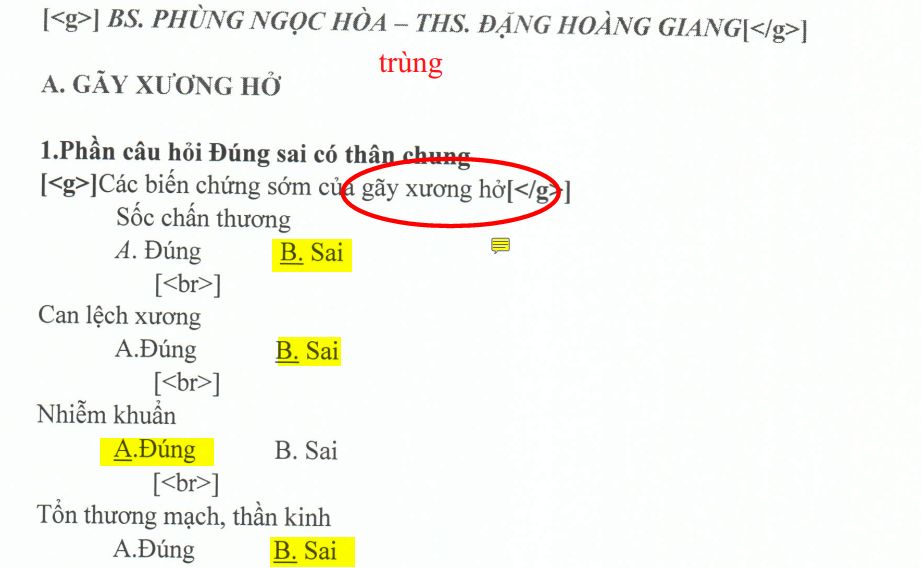 [<g>] BS. PHÙNG NGỌC HÒA – THS. ĐẶNG HOÀNG GIANG[</g>]
trùng
A. GÃY XƯƠNG HỞ
1.Phần câu hỏi Đúng sai có thân chung
[<g>]Các biến chứng sớm của gãy xương hở[</g>]
Sốc chấn thương
A. Đúng B. Sai
[<br>]
Can lệch xương
A.Đúng B. Sai
[<br>]
Nhiễm khuẩn
A.Đúng B. Sai
[<br>]
Tổn thương mạch, thần kinh
A.Đúng B. Sai